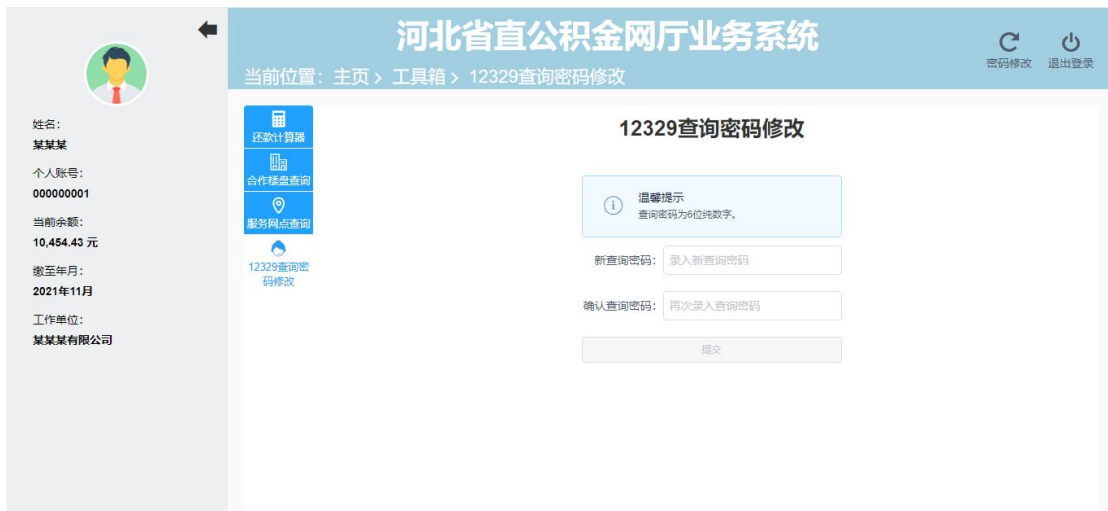 河北省直公积金网厅业务系统
当前位置：主页 > 工具箱 > 12329查询密码修改
密码修改
退出登录
姓名：
某某某
个人账号：
000000001
当前余额：
10,454.43 元
缴至年月：
2021年11月
工作单位：
某某某有限公司
还款计算器
合作楼盘查询
服务网点查询
12329查询密
码修改
12329查询密码修改
温馨提示
查询密码为6位纯数字。
新查询密码： 录入新查询密码
确认查询密码： 再次录入查询密码
提交